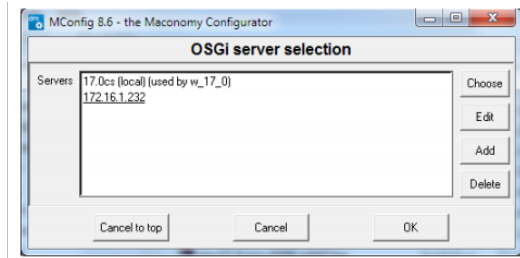 MConfig 8.6 - the Maconomy Configurator
OSGi server selection
Servers
17.0cs (local) (used by w_17_0)
172.16.1.232
Choose
Edit
Add
Delete
Cancel to top
Cancel
OK